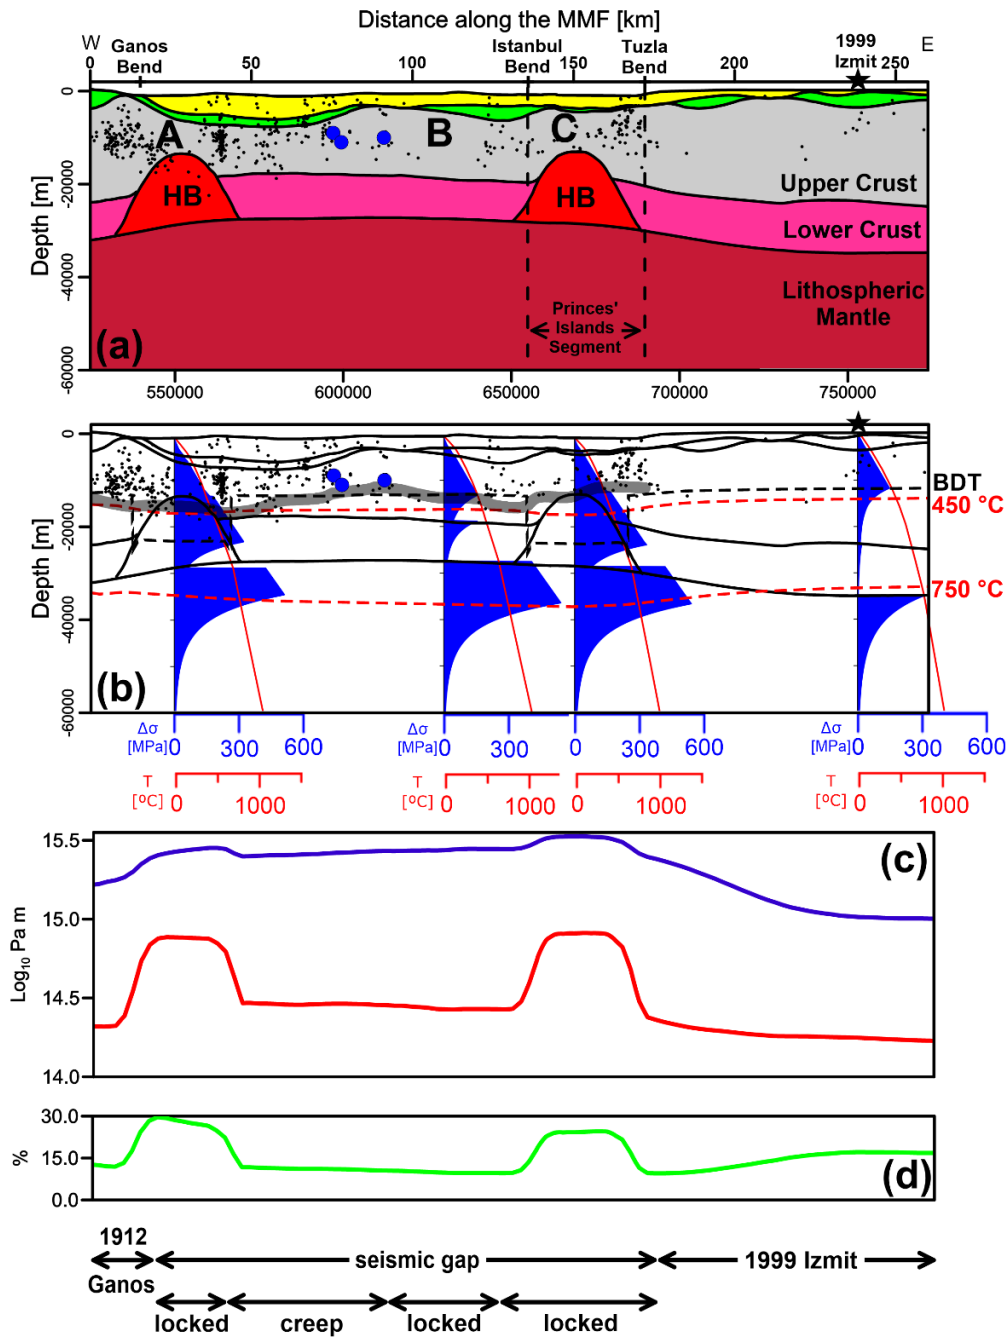 Distance along the MMF [km]
W
Ganos
Bend
Istanbul
Bend
Tuzla
Bend
1999
Izmit
E
0
50
100
150
200
250
0
-20000
-40000
-60000
Depth [m]
A
B
C
HB
HB
Upper Crust
Lower Crust
Lithospheric
Mantle
Princes'
Islands
Segment
(a)
550000
600000
650000
700000
750000
0
-20000
-40000
-60000
Depth [m]
BDT
450 °C
750 °C
(b)
Δσ
[MPa] 0 300 600
Δσ
[MPa] 0 300
0 300 600
Δσ
[MPa] 0 300 600
T
[ºC] 0 1000
T
[ºC] 0 1000
0 1000
T
[ºC] 0 1000
15.5
15.0
14.5
14.0
Log10 Pa m
(c)
30.0
15.0
0.0
%
(d)
1912
Ganos
seismic gap
1999 Izmit
locked
creep
locked
locked